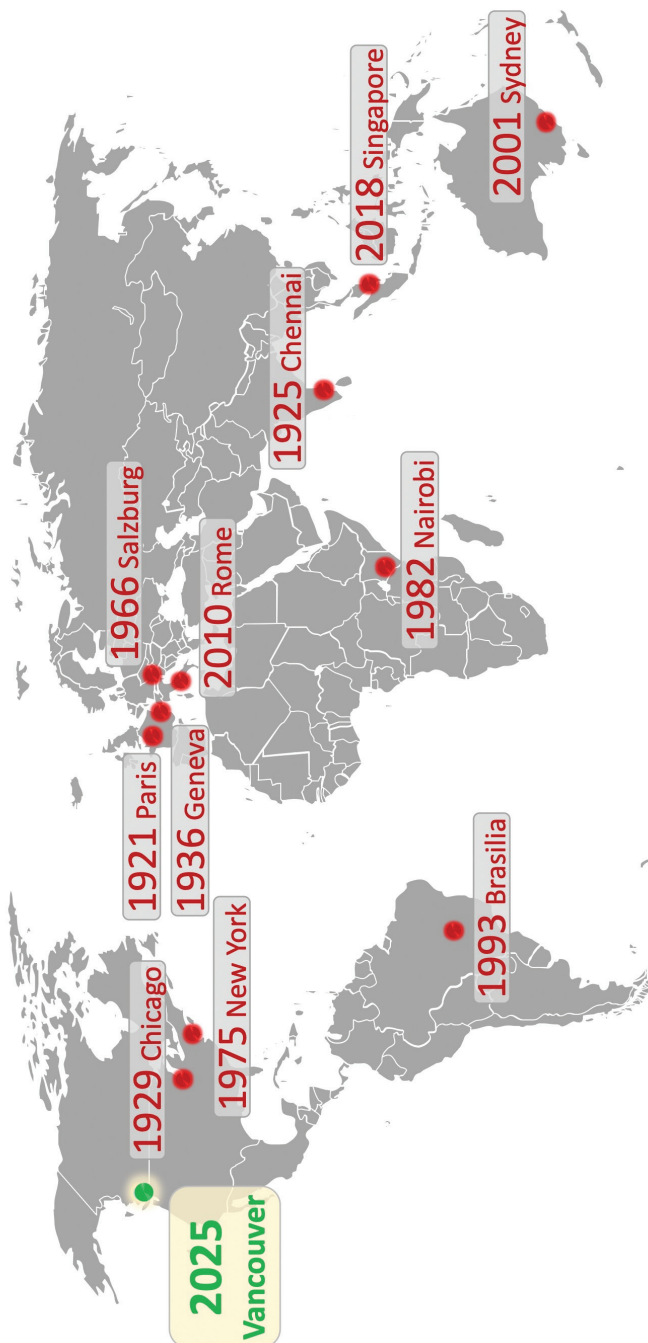 1966 Salzburg
1921 Paris
1936 Geneva
2010 Rome
1929 Chicago
1975 New York
2025
Vancouver
1925 Chennai
2018 Singapore
1982 Nairobi
1993 Brasilia
2001 Sydney